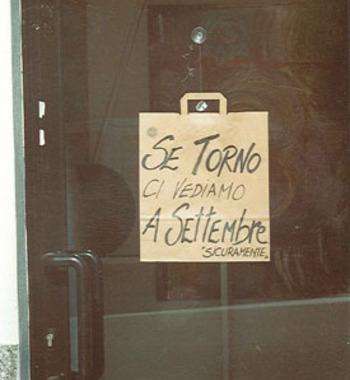 SE TORNO
CI VEDIAMO
A SETTEMBRE
"SICURAMENTE"